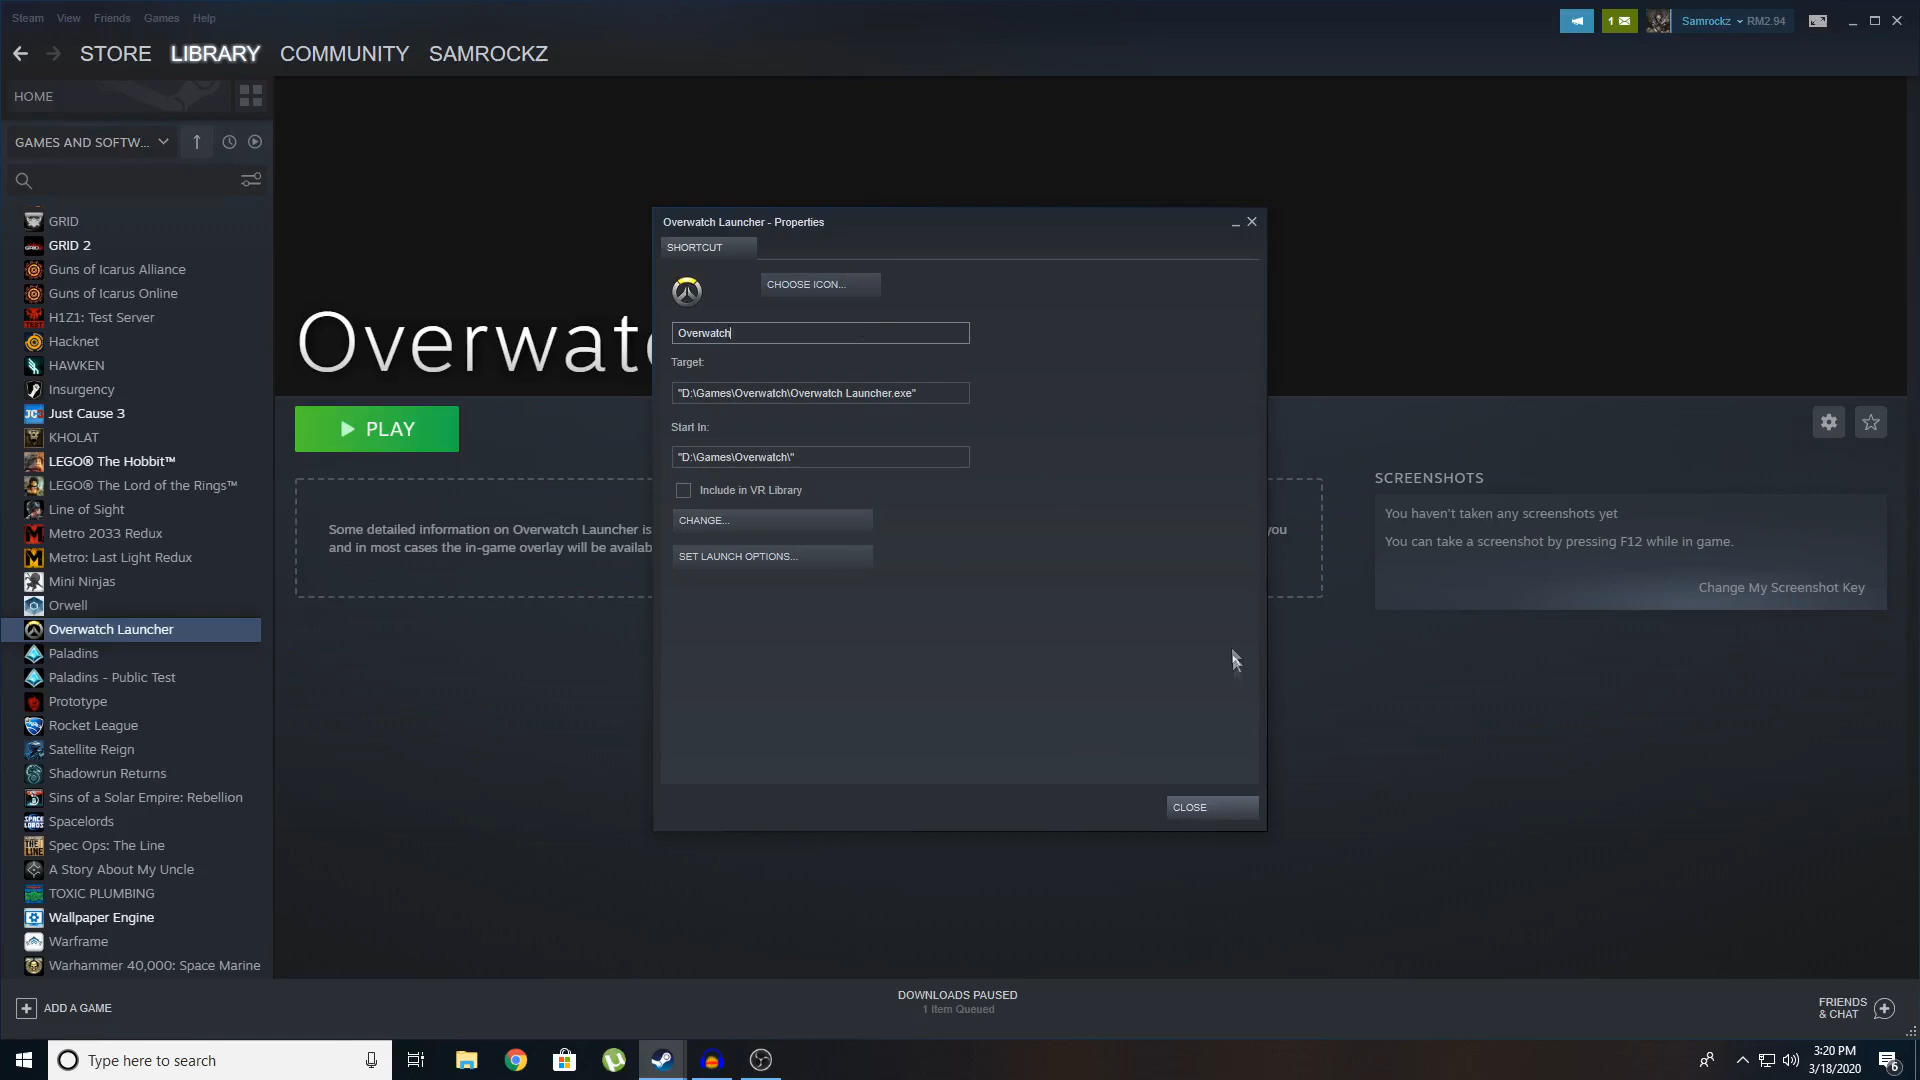 Steam View Friends Games Help
1
Samrockz RM2.94
STORE LIBRARY COMMUNITY SAMROCKZ
HOME
GAMES AND SOFTW...
GRID
GRID 2
Guns of Icarus Alliance
Guns of Icarus Online
H1Z1: Test Server
Hacknet
HAWKEN
Insurgency
Just Cause 3
KHOLAT
LEGO® The Hobbit™
LEGO® The Lord of the Rings™
Line of Sight
Metro 2033 Redux
Metro: Last Light Redux
Mini Ninjas
Orwell
Overwatch Launcher
Paladins
Paladins - Public Test
Prototype
Rocket League
Satellite Reign
Shadowrun Returns
Sins of a Solar Empire: Rebellion
Spacelords
Spec Ops: The Line
A Story About My Uncle
TOXIC PLUMBING
Wallpaper Engine
Warframe
Warhammer 40,000: Space Marine
Overwatc
PLAY
Some detailed information on Overwatch Launcher is
you
and in most cases the in-game overlay will be availab
Overwatch Launcher - Properties
SHORTCUT
CHOOSE ICON...
Overwatch
Target:
"D:\Games\Overwatch\Overwatch Launcher.exe"
Start In:
"D:\Games\Overwatch\"
Include in VR Library
CHANGE...
SET LAUNCH OPTIONS...
CLOSE
SCREENSHOTS
You haven't taken any screenshots yet
You can take a screenshot by pressing F12 while in game.
Change My Screenshot Key
ADD A GAME
DOWNLOADS PAUSED
1 Item Queued
FRIENDS
& CHAT
Type here to search
3:20 PM
3/18/2020
6